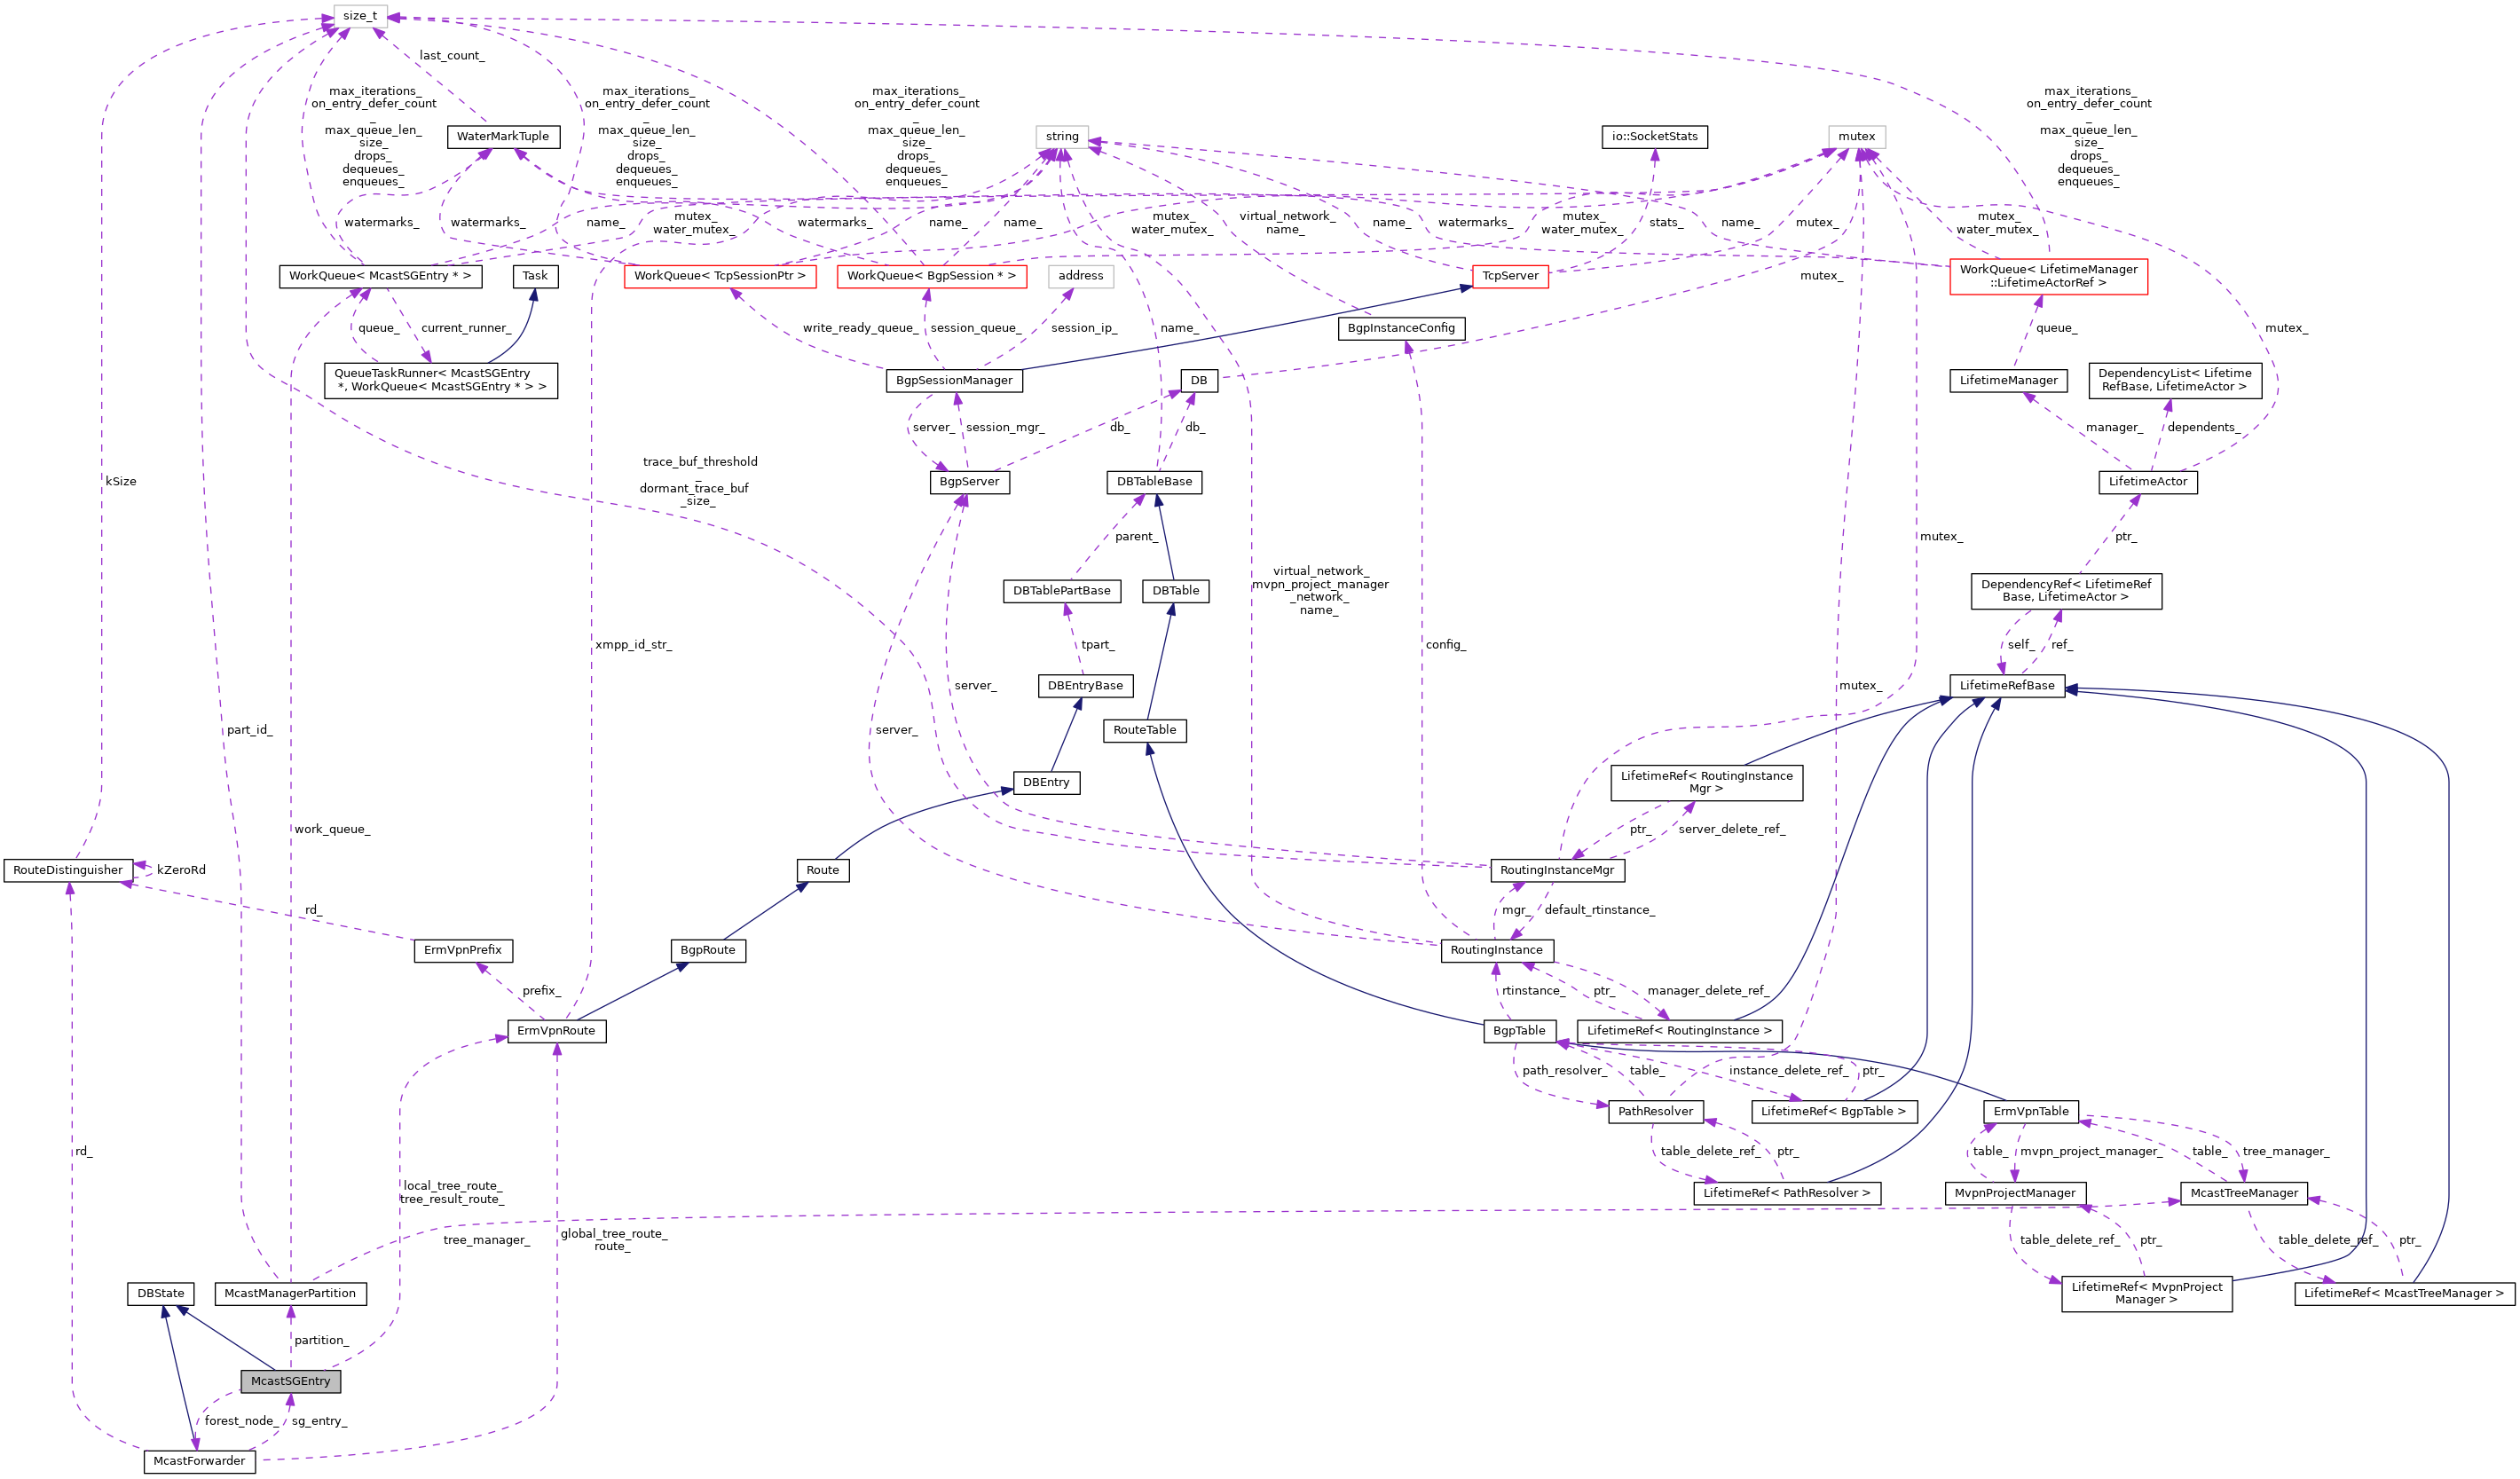 size_t
last_count_
max_iterations_
on_entry_defer_count
_
max_queue_len_
size_
drops_
dequeues_
enqueues_
max_iterations_
on_entry_defer_count
_
max_queue_len_
size_
drops_
dequeues_
enqueues_
max_iterations_
on_entry_defer_count
_
max_queue_len_
size_
drops_
dequeues_
enqueues_
max_iterations_
on_entry_defer_count
_
max_queue_len_
size_
drops_
dequeues_
enqueues_
WaterMarkTuple
string
io::SocketStats
mutex
watermarks_
watermarks_
name_
mutex_
water_mutex_
watermarks_
name_
name_
mutex_
water_mutex_
virtual_network_
name_
name_
watermarks_
mutex_
water_mutex_
stats_
name_
mutex_
mutex_
water_mutex_
WorkQueue< McastSGEntry * >
Task
WorkQueue< TcpSessionPtr >
WorkQueue< BgpSession * >
address
TcpServer
mutex_
WorkQueue< LifetimeManager
::LifetimeActorRef >
queue_
current_runner_
write_ready_queue_
session_queue_
session_ip_
name_
BgpInstanceConfig
queue_
mutex_
QueueTaskRunner< McastSGEntry
*, WorkQueue< McastSGEntry * > >
BgpSessionManager
DB
LifetimeManager
DependencyList< Lifetime
RefBase, LifetimeActor >
server_
session_mgr_
db_
db_
manager_
dependents_
trace_buf_threshold
_
dormant_trace_buf
_size_
kSize
BgpServer
DBTableBase
LifetimeActor
parent_
mutex_
ptr_
virtual_network_
mvpn_project_manager
_network_
name_
DBTablePartBase
DBTable
DependencyRef< LifetimeRef
Base, LifetimeActor >
xmpp_id_str_
tpart_
config_
self_
ref_
server_
DBEntryBase
mutex_
LifetimeRefBase
part_id_
server_
RouteTable
DBEntry
LifetimeRef< RoutingInstance
Mgr >
work_queue_
ptr_
server_delete_ref_
RouteDistinguisher
kZeroRd
Route
RoutingInstanceMgr
rd_
mgr_
default_rtinstance_
ErmVpnPrefix
BgpRoute
RoutingInstance
prefix_
rtinstance_
ptr_
manager_delete_ref_
ErmVpnRoute
BgpTable
LifetimeRef< RoutingInstance >
path_resolver_
table_
instance_delete_ref_
ptr_
PathResolver
LifetimeRef< BgpTable >
ErmVpnTable
rd_
table_delete_ref_
ptr_
table_
mvpn_project_manager_
table_
tree_manager_
local_tree_route_
tree_result_route_
LifetimeRef< PathResolver >
MvpnProjectManager
McastTreeManager
tree_manager_
global_tree_route_
route_
table_delete_ref_
ptr_
table_delete_ref_
ptr_
DBState
McastManagerPartition
LifetimeRef< MvpnProject
Manager >
LifetimeRef< McastTreeManager >
partition_
McastSGEntry
forest_node_
sg_entry_
McastForwarder